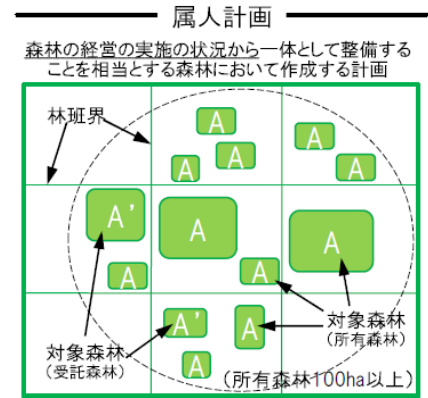 属人計画
森林の経営の実施の状況から一体として整備する
ことを相当とする森林において作成する計画
林班界
A
A
A
A
A
A'
A
A
A
A
A'
A
A
対象森林
(受託森林)
対象森林
(所有森林)
(所有森林100ha以上)